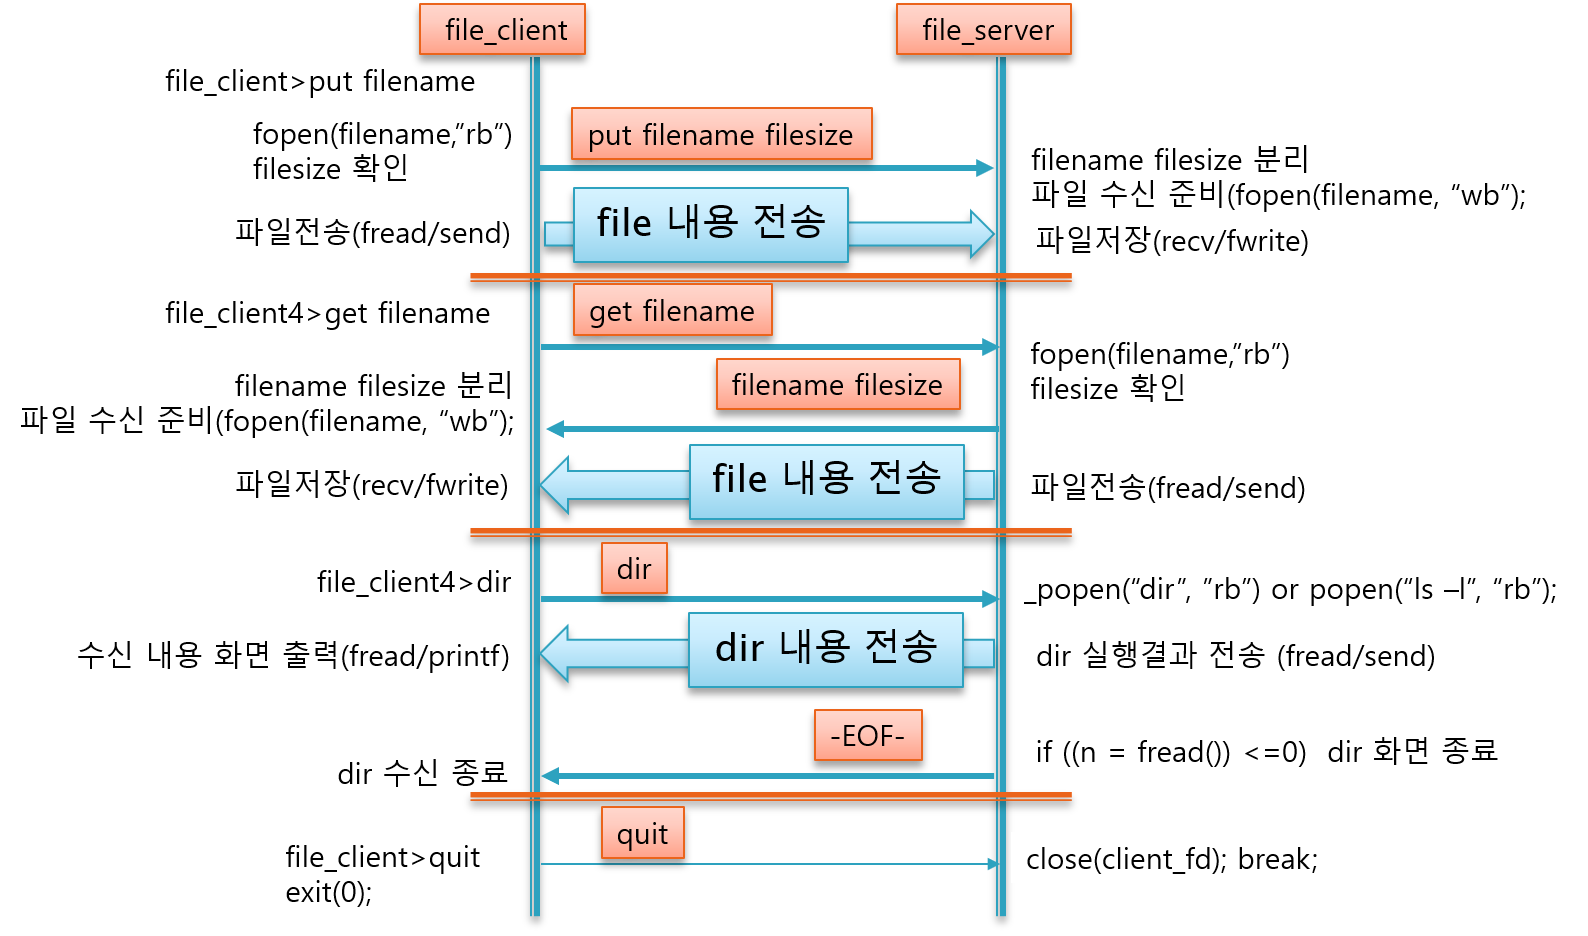 file_client
file_server
file_client>put filename
fopen(filename,”rb”)
filesize 확인
put filename filesize
filename filesize 분리
파일 수신 준비(fopen(filename, “wb”);
파일전송(fread/send)
file 내용 전송
파일저장(recv/fwrite)
file_client4>get filename
get filename
fopen(filename,”rb”)
filesize 확인
filename filesize 분리
파일 수신 준비(fopen(filename, “wb”);
filename filesize
파일저장(recv/fwrite)
file 내용 전송
파일전송(fread/send)
file_client4>dir
dir
_popen(“dir”, ”rb”) or popen(“ls –l”, “rb”);
수신 내용 화면 출력(fread/printf)
dir 내용 전송
dir 실행결과 전송 (fread/send)
-EOF-
if ((n = fread()) <=0)  dir 화면 종료
dir 수신 종료
quit
file_client>quit
exit(0);
close(client_fd); break;